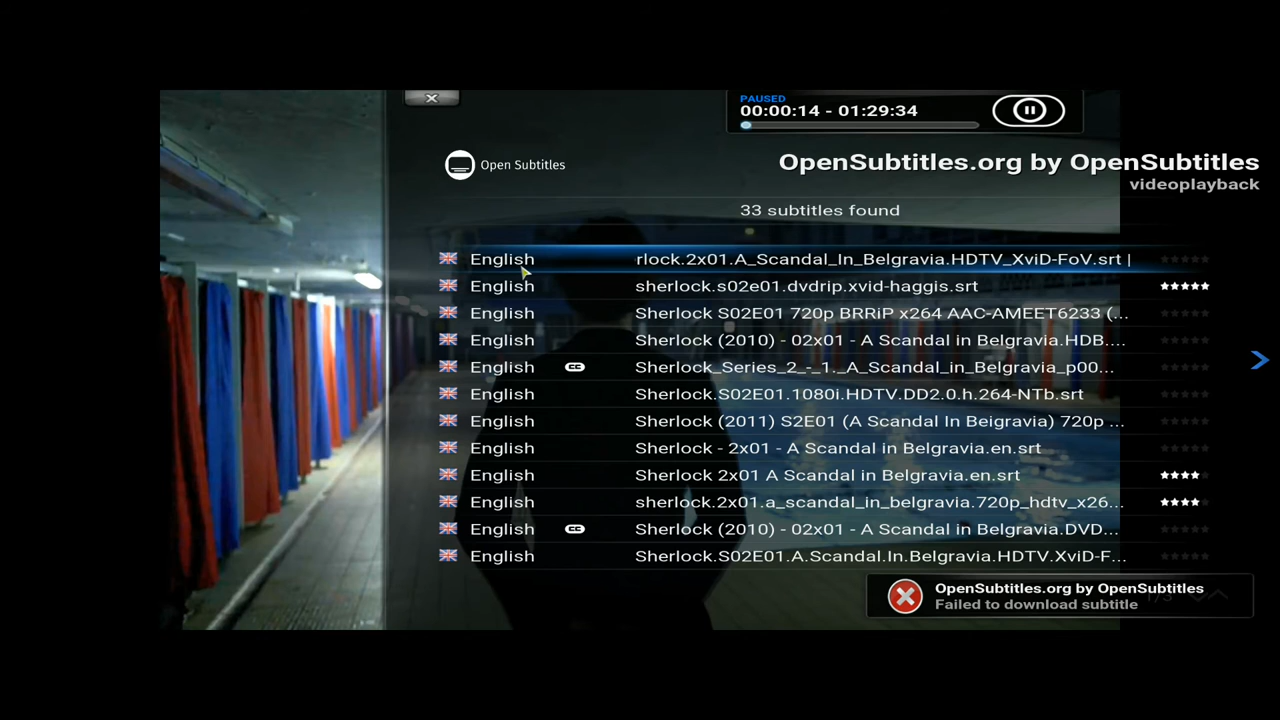 PAUSED
00:00:14 - 01:29:34
Open Subtitles
OpenSubtitles.org by OpenSubtitles
videoplayback
33 subtitles found
English rlock.2x01.A_Scandal_In_Belgravia.HDTV_XviD-FoV.srt |
English sherlock.s02e01.dvdrip.xvid-haggis.srt
English Sherlock S02E01 720p BRRiP x264 AAC-AMEET6233 (...
English Sherlock (2010) - 02x01 - A Scandal in Belgravia.HDB....
English CC Sherlock_Series_2_-_1._A_Scandal_in_Belgravia_p00...
English Sherlock.S02E01.1080i.HDTV.DD2.0.h.264-NTb.srt
English Sherlock (2011) S2E01 (A Scandal In Beigravia) 720p ...
English Sherlock - 2x01 - A Scandal in Belgravia.en.srt
English Sherlock 2x01 A Scandal in Belgravia.en.srt
English sherlock.2x01.a_scandal_in_belgravia.720p_hdtv_x26...
English CC Sherlock (2010) - 02x01 - A Scandal in Belgravia.DVD...
English Sherlock.S02E01.A.Scandal.In.Belgravia.HDTV.XviD-F...
OpenSubtitles.org by OpenSubtitles
Failed to download subtitle